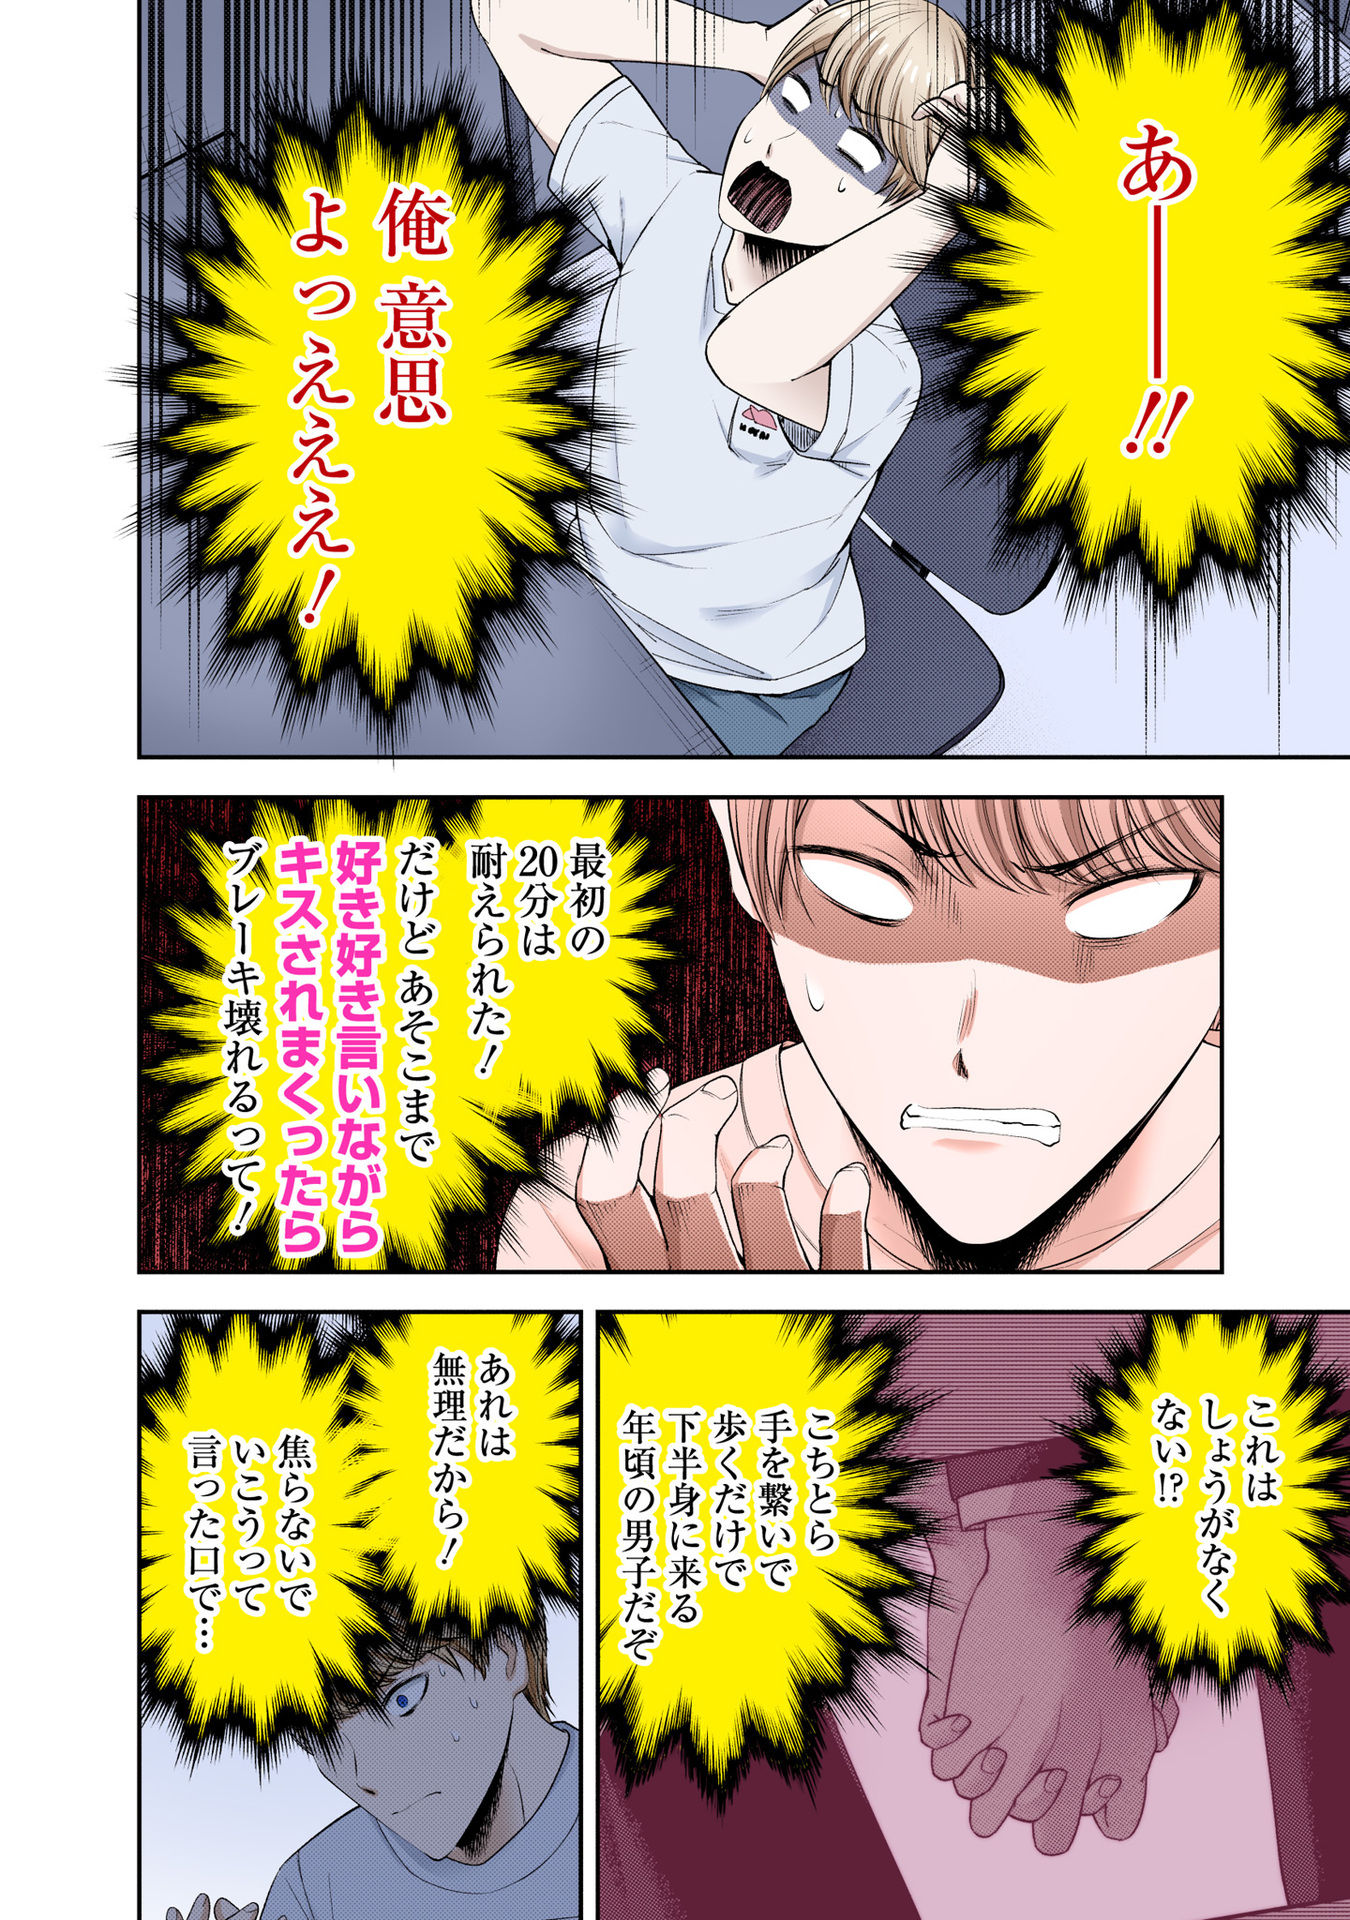 あ――!!
俺 意思
よっえええ!
最初の
20分は
耐えられた!
だけど あそこまで
好き好き言いながら
キスされまくったら
ブレーキ壊れるって!
これは
しょうがなく
ない!?
こちとら
手を繋いで
歩くだけで
下半身に来る
年頃の男子だぞ
あれは
無理だから!
焦らないで
いこうって
言った口で…